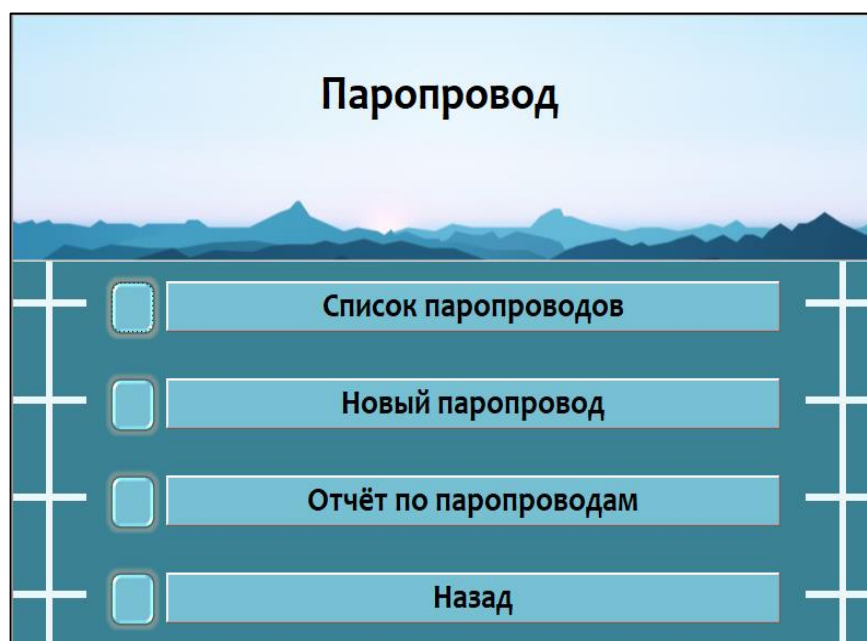 Паропровод
Список паропроводов
Новый паропровод
Отчёт по паропроводам
Назад